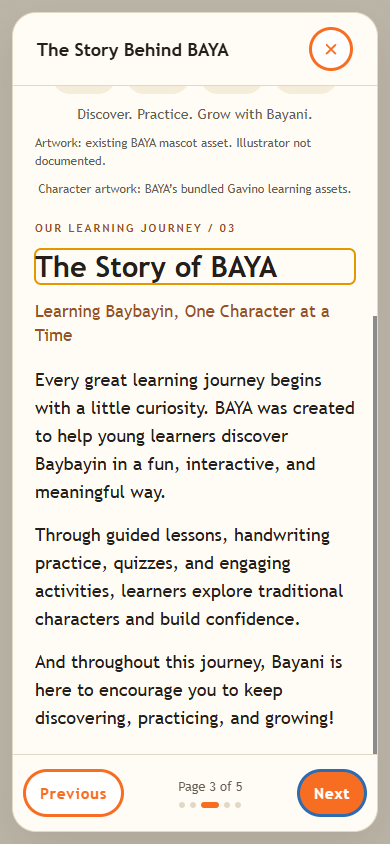 The Story Behind BAYA
×
Discover. Practice. Grow with Bayani.
Artwork: existing BAYA mascot asset. Illustrator not
documented.
Character artwork: BAYA's bundled Gavino learning assets.
OUR LEARNING JOURNEY / 03
The Story of BAYA
Learning Baybayin, One Character at a
Time
Every great learning journey begins
with a little curiosity. BAYA was created
to help young learners discover
Baybayin in a fun, interactive, and
meaningful way.
Through guided lessons, handwriting
practice, quizzes, and engaging
activities, learners explore traditional
characters and build confidence.
And throughout this journey, Bayani is
here to encourage you to keep
discovering, practicing, and growing!
Previous
Page 3 of 5
Next